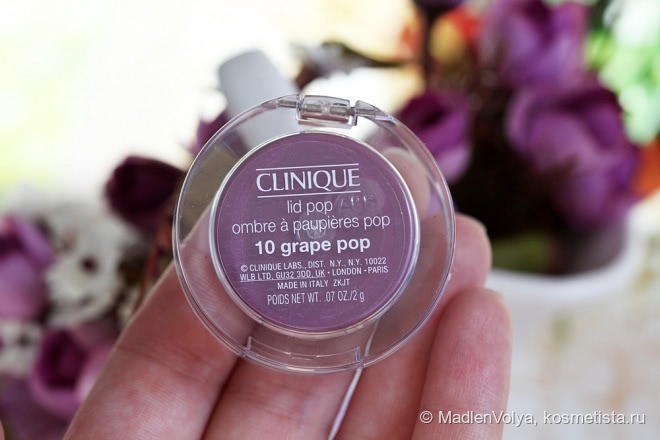 CLINIQUE
lid pop
ombre à paupières pop
10 grape pop
© CLINIQUE LABS., DIST. N.Y., N.Y. 10022
WLB LTD, GU32 3DD, UK • LONDON • PARIS
MADE IN ITALY ZKJT
POIDS NET WT. .07 OZ./2 g
© MadlenVolya, kosmetista.ru